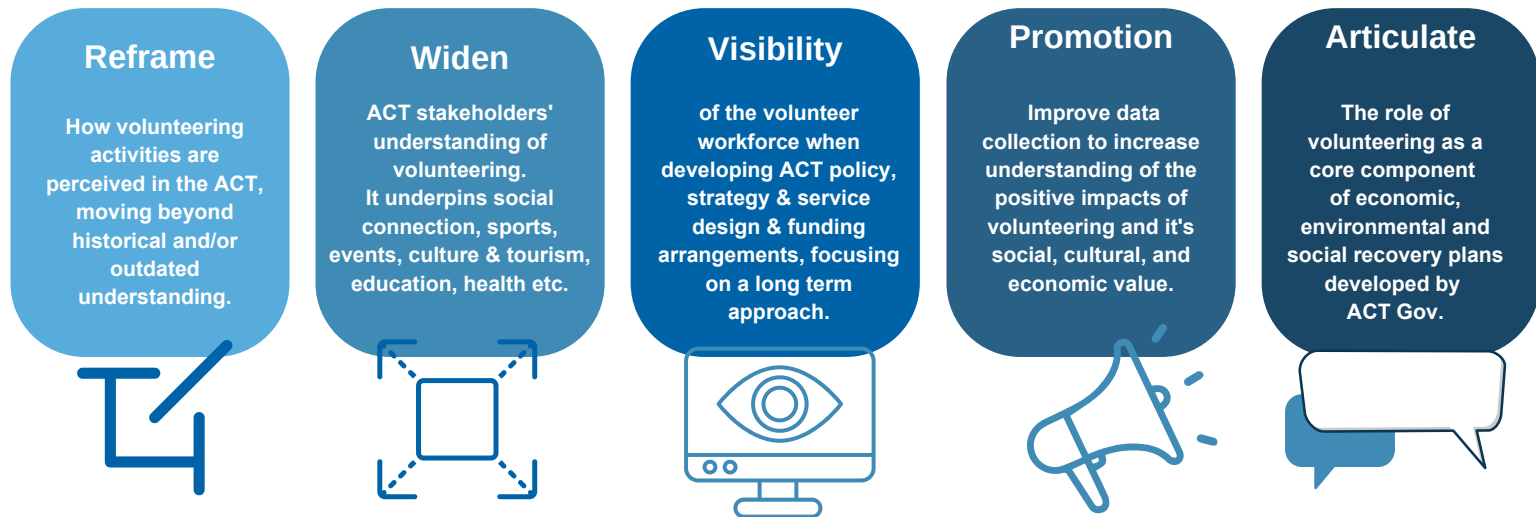 Reframe
How volunteering
activities are
perceived in the ACT,
moving beyond
historical and/or
outdated
understanding.
Widen
ACT stakeholders'
understanding of
volunteering.
It underpins social
connection, sports,
events, culture & tourism,
education, health etc.
Visibility
of the volunteer
workforce when
developing ACT policy,
strategy & service
design & funding
arrangements, focusing
on a long term
approach.
Promotion
Improve data
collection to increase
understanding of the
positive impacts of
volunteering and it's
social, cultural, and
economic value.
Articulate
The role of
volunteering as a
core component
of economic,
environmental and
social recovery plans
developed by
ACT Gov.